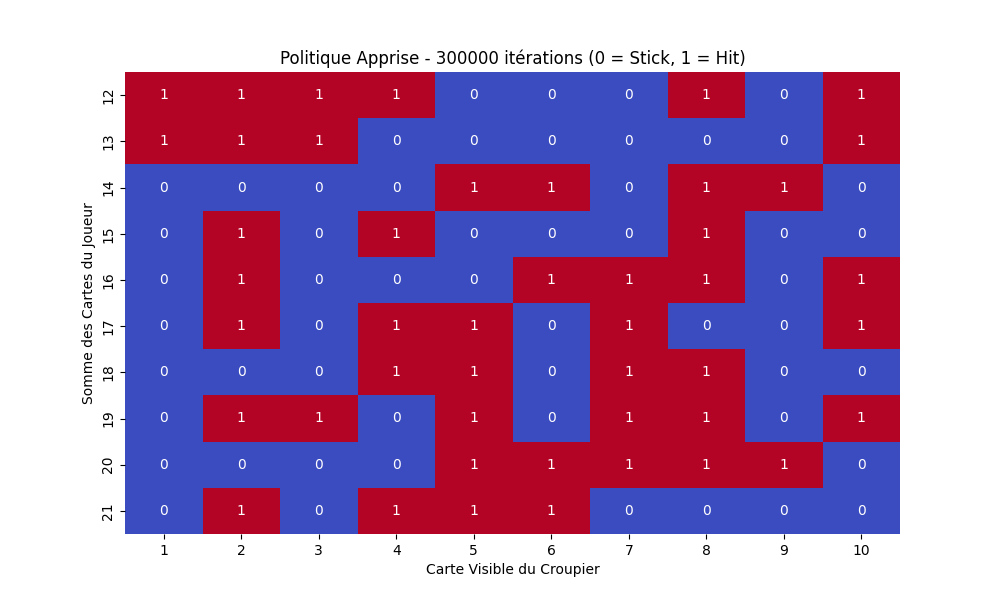 Politique Apprise - 300000 itérations (0 = Stick, 1 = Hit)
Somme des Cartes du Joueur
12 1 1 1 1 0 0 0 1 0 1
13 1 1 1 0 0 0 0 0 0 1
14 0 0 0 0 1 1 0 1 1 0
15 0 1 0 1 0 0 0 1 0 0
16 0 1 0 0 0 1 1 1 0 1
17 0 1 0 1 1 0 1 0 0 1
18 0 0 0 1 1 0 1 1 0 0
19 0 1 1 0 1 0 1 1 0 1
20 0 0 0 0 1 1 1 1 1 0
21 0 1 0 1 1 1 0 0 0 0
1 2 3 4 5 6 7 8 9 10
Carte Visible du Croupier